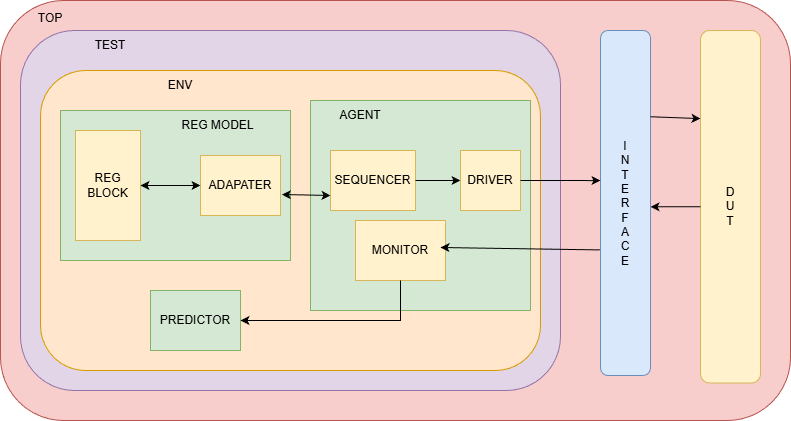 TOP
TEST
ENV
REG MODEL
AGENT
REG
BLOCK
ADAPATER
SEQUENCER
DRIVER
MONITOR
PREDICTOR
I
N
T
E
R
F
A
C
E
D
U
T